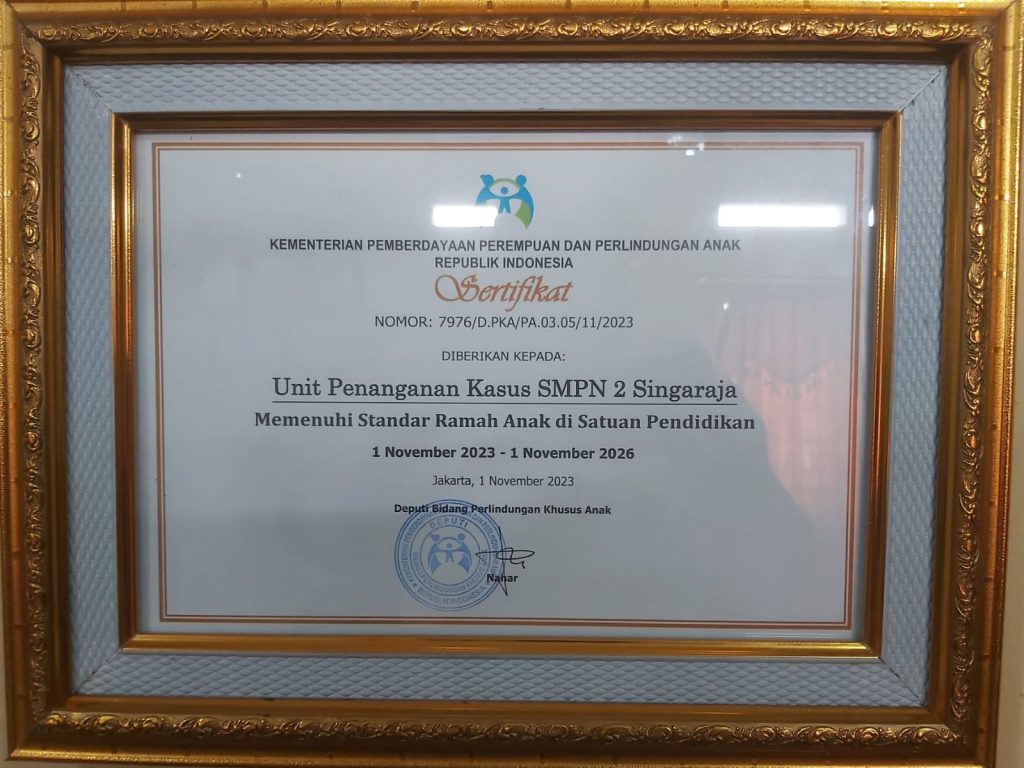 KEMENTERIAN PEMBERDAYAAN PEREMPUAN DAN PERLINDUNGAN ANAK
REPUBLIK INDONESIA
Sertifikat
NOMOR: 7976/D.PKA/PA.03.05/11/2023
DIBERIKAN KEPADA:
Unit Penanganan Kasus SMPN 2 Singaraja
Memenuhi Standar Ramah Anak di Satuan Pendidikan
1 November 2023 - 1 November 2026
Jakarta, 1 November 2023
Deputi Bidang Perlindungan Khusus Anak
DEPUTI
REPUBLIK INDONESIA
Nahar